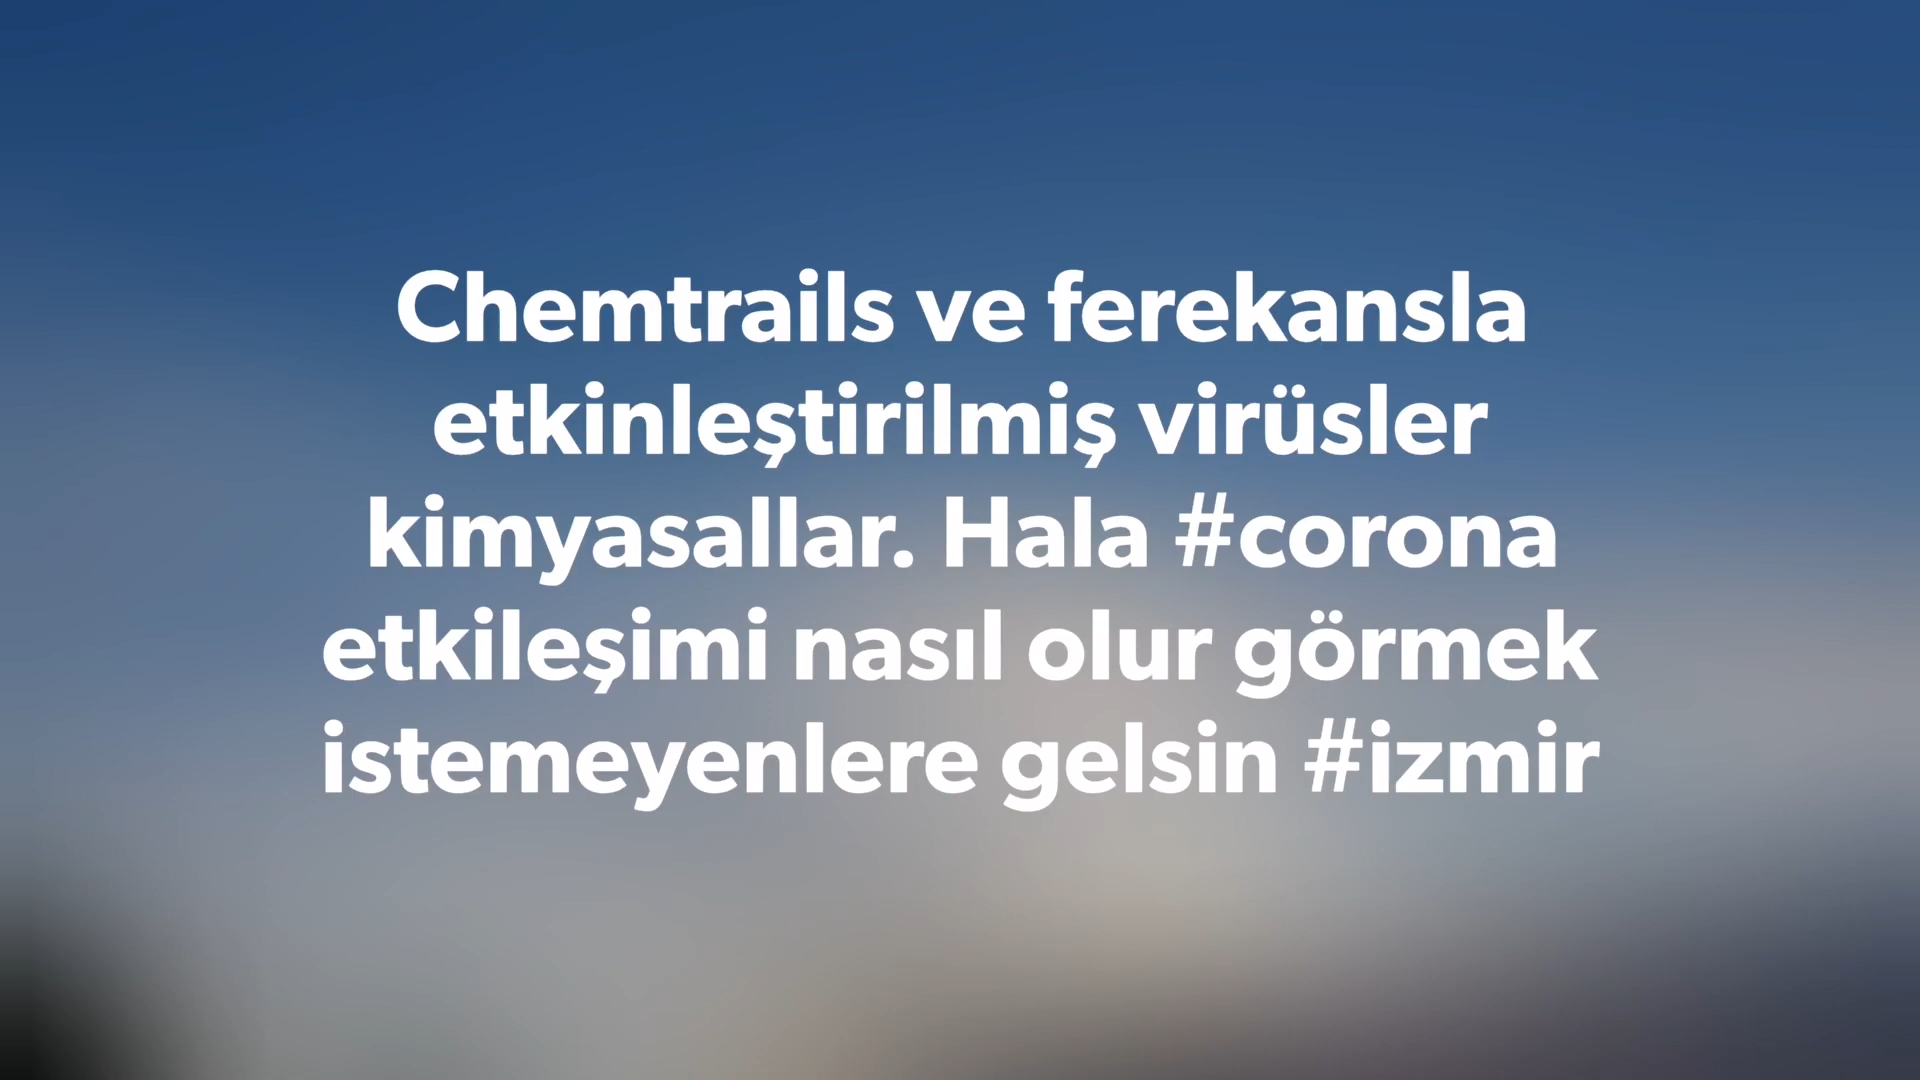 Chemtrails ve ferekansla
etkinleştirilmiş virüsler
kimyasallar. Hala #corona
etkileşimi nasıl olur görmek
istemeyenlere gelsin #izmir